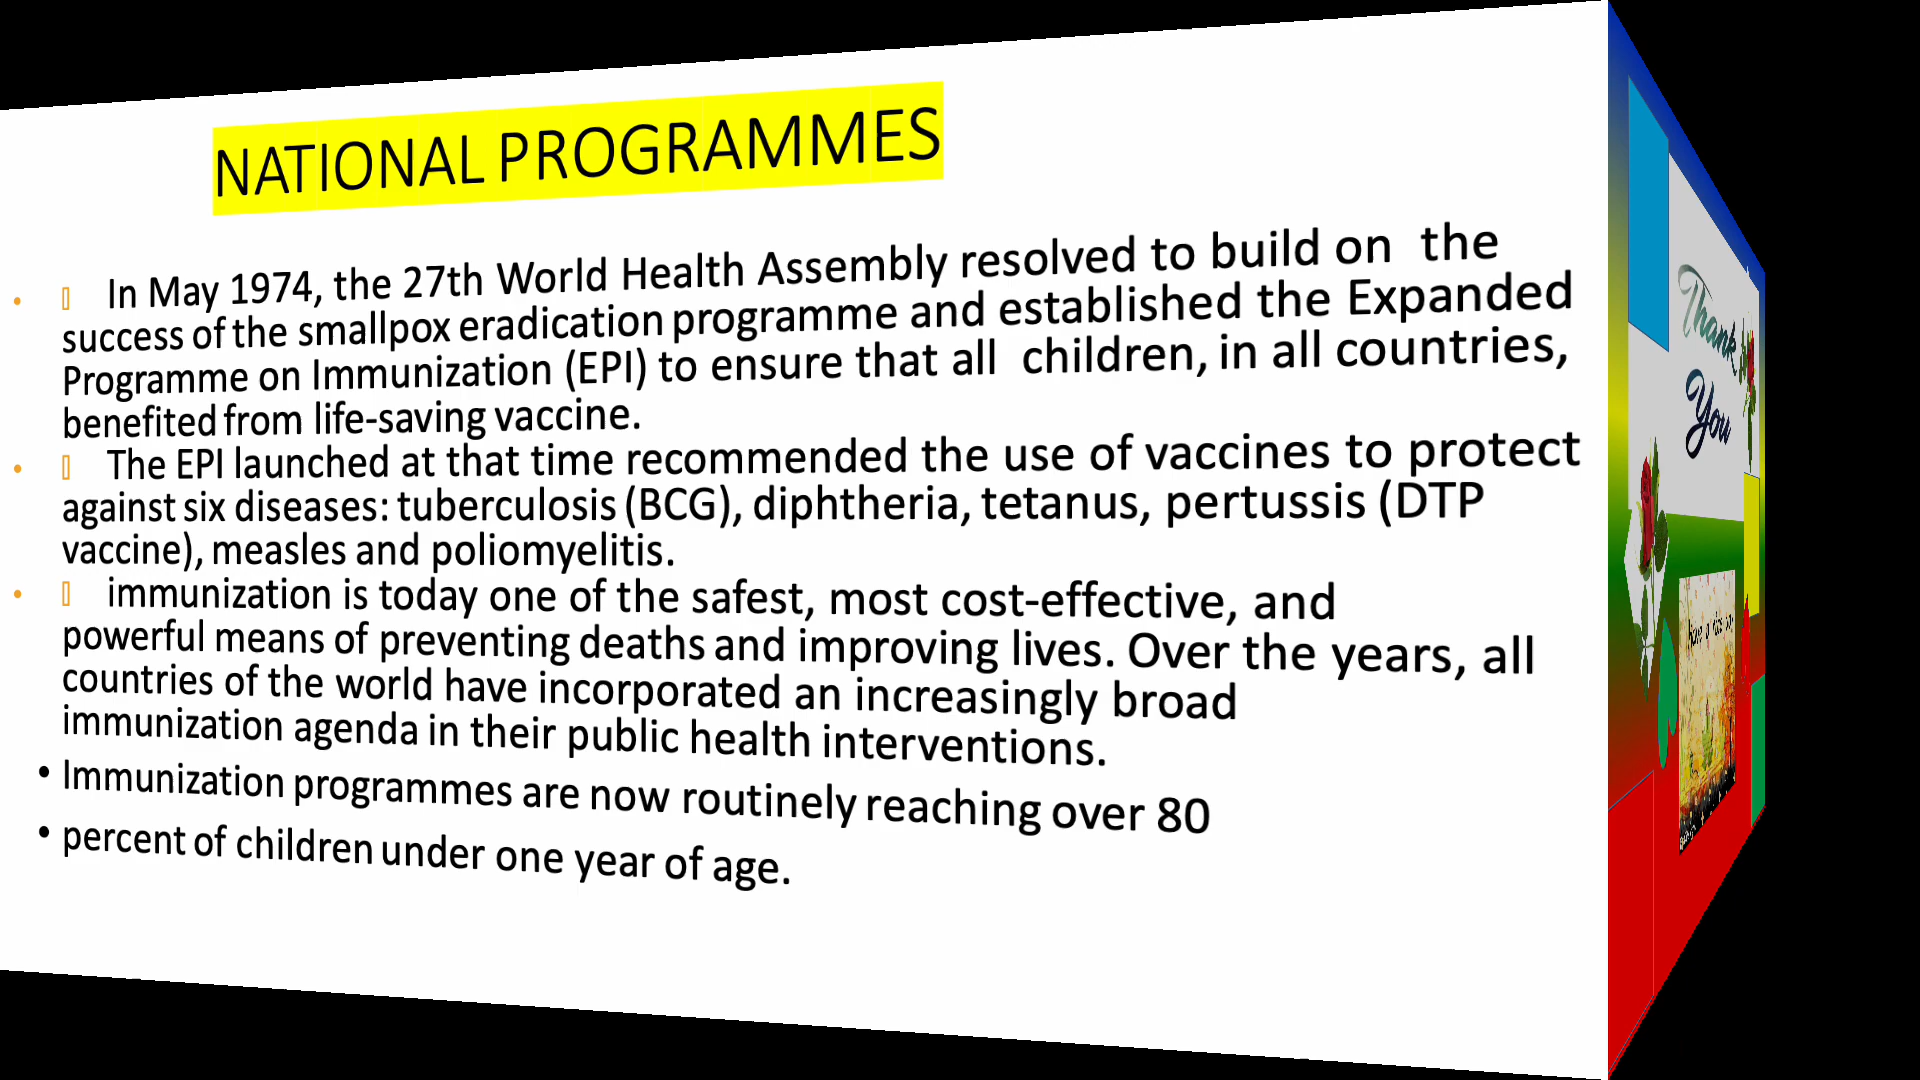 NATIONAL PROGRAMMES
• In May 1974, the 27th World Health Assembly resolved to build on the
success of the smallpox eradication programme and established the Expanded
Programme on Immunization (EPI) to ensure that all children, in all countries,
benefited from life-saving vaccine.
• The EPI launched at that time recommended the use of vaccines to protect
against six diseases: tuberculosis (BCG), diphtheria, tetanus, pertussis (DTP
vaccine), measles and poliomyelitis.
• immunization is today one of the safest, most cost-effective, and
powerful means of preventing deaths and improving lives. Over the years, all
countries of the world have incorporated an increasingly broad
immunization agenda in their public health interventions.
• Immunization programmes are now routinely reaching over 80
• percent of children under one year of age.
Thank
You